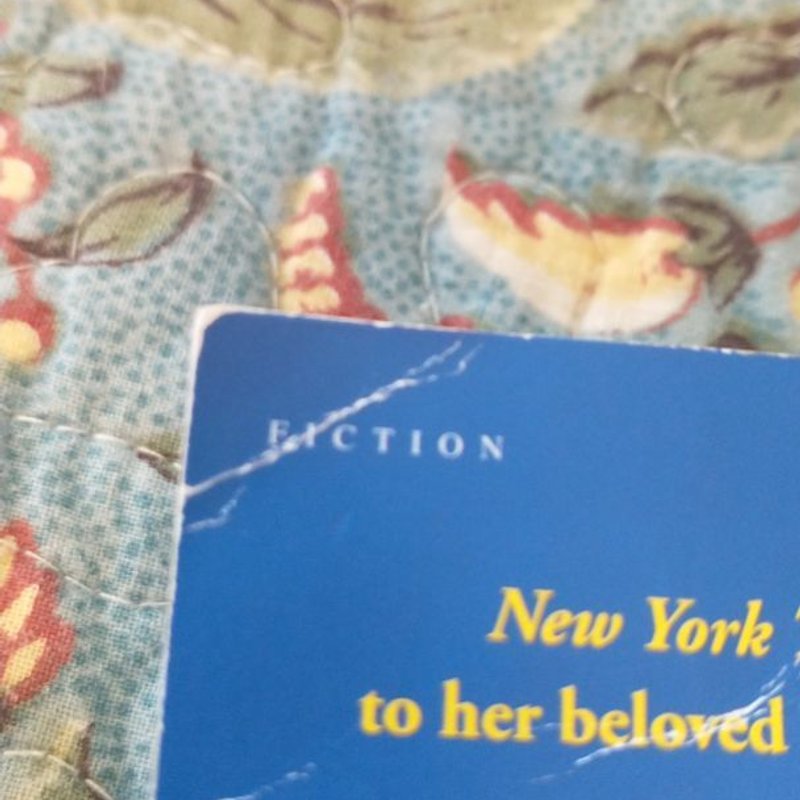 FICTION
New York
to her beloved